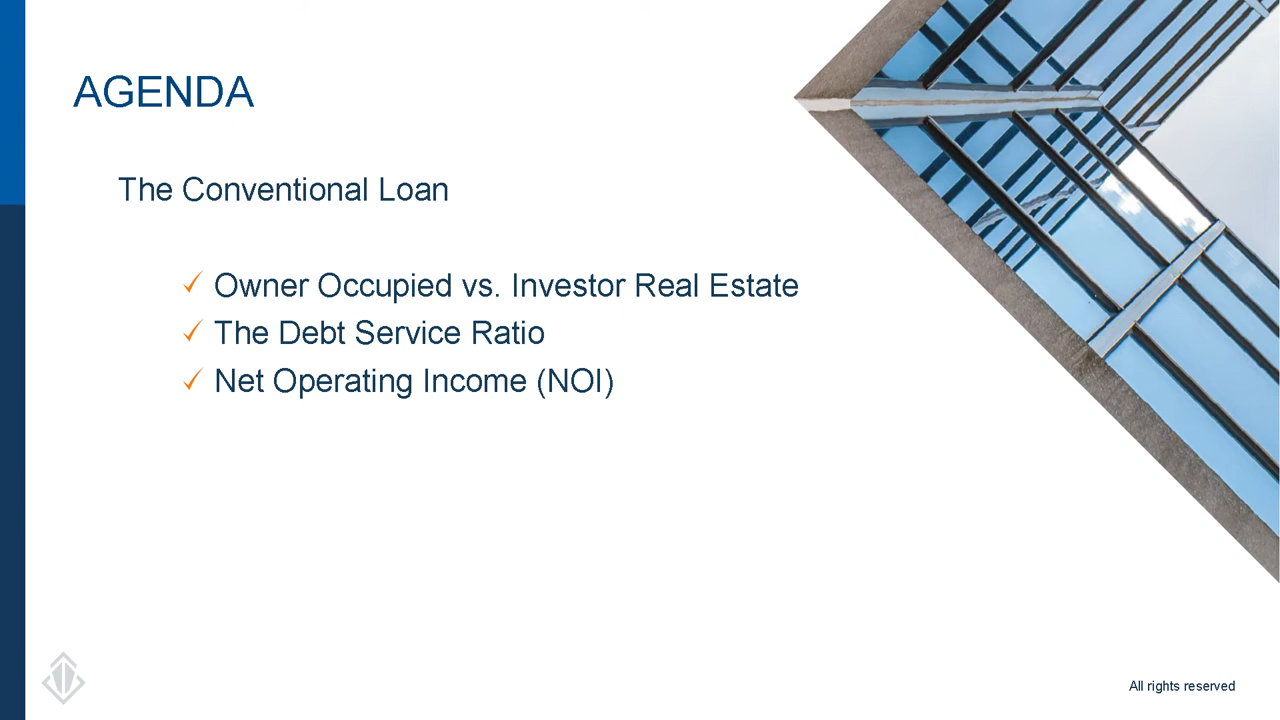 AGENDA
The Conventional Loan
✓ Owner Occupied vs. Investor Real Estate
✓ The Debt Service Ratio
✓ Net Operating Income (NOI)
All rights reserved